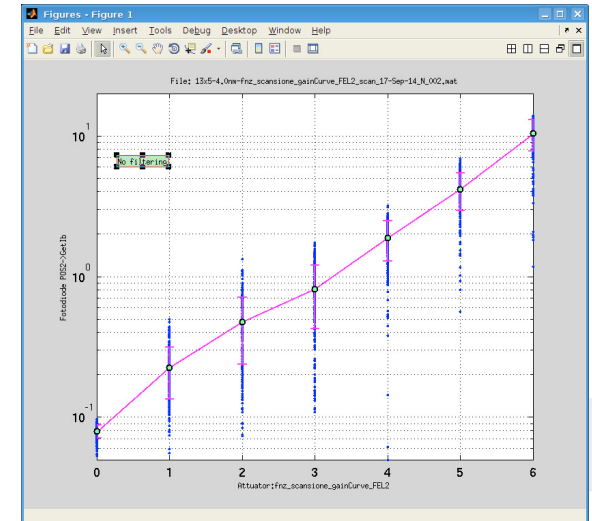 Figures - Figure 1
File Edit View Insert Tools Debug Desktop Window Help
File: 13x5-4.0nm-fnz_scansione_gainCurve_FEL2_scan_17-Sep-14_N_002.mat
10^1
No filtering
10^0
Fotodiode POS2->GetIb
10^-1
0 1 2 3 4 5 6
Attuator:fnz_scansione_gainCurve_FEL2